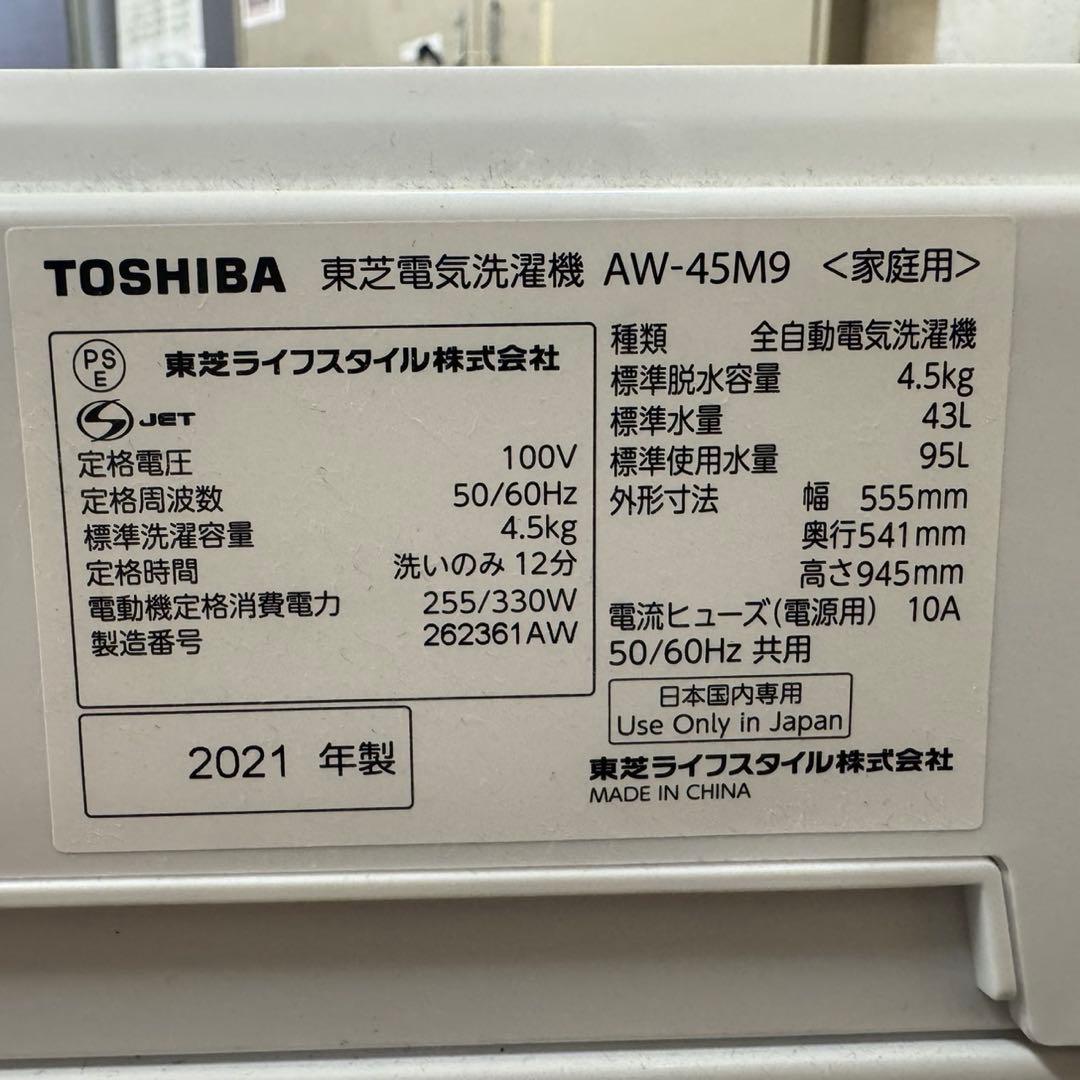 TOSHIBA 東芝電気洗濯機 AW-45M9 <家庭用>
PSE 東芝ライフスタイル株式会社
S JET
定格電圧 100V
定格周波数 50/60Hz
標準洗濯容量 4.5kg
定格時間 洗いのみ 12分
電動機定格消費電力 255/330W
製造番号 262361AW
2021 年製
種類 全自動電気洗濯機
標準脱水容量 4.5kg
標準水量 43L
標準使用水量 95L
外形寸法 幅 555mm
奥行541mm
高さ945mm
電流ヒューズ(電源用) 10A
50/60Hz 共用
日本国内専用
Use Only in Japan
東芝ライフスタイル株式会社
MADE IN CHINA